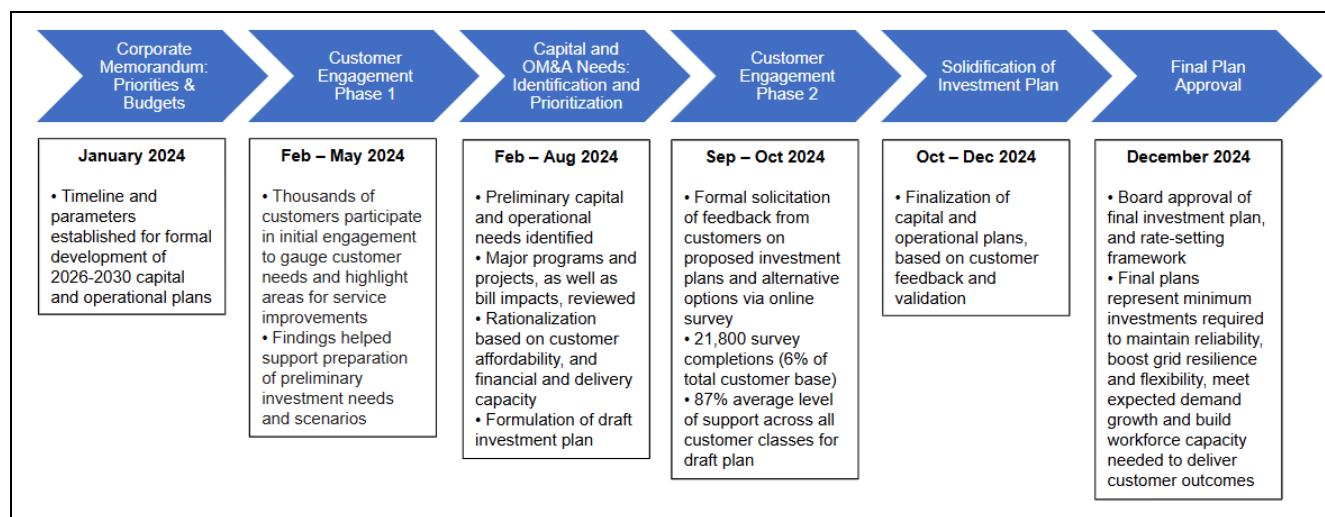 Corporate
Memorandum:
Priorities &
Budgets
Customer
Engagement
Phase 1
Capital and
OM&A Needs:
Identification and
Prioritization
Customer
Engagement
Phase 2
Solidification of
Investment Plan
Final Plan
Approval
January 2024
• Timeline and
parameters
established for formal
development of
2026-2030 capital
and operational plans
Feb – May 2024
• Thousands of
customers participate
in initial engagement
to gauge customer
needs and highlight
areas for service
improvements
• Findings helped
support preparation
of preliminary
investment needs
and scenarios
Feb – Aug 2024
• Preliminary capital
and operational
needs identified
• Major programs and
projects, as well as
bill impacts, reviewed
• Rationalization
based on customer
affordability, and
financial and delivery
capacity
• Formulation of draft
investment plan
Sep – Oct 2024
• Formal solicitation
of feedback from
customers on
proposed investment
plans and alternative
options via online
survey
• 21,800 survey
completions (6% of
total customer base)
• 87% average level
of support across all
customer classes for
draft plan
Oct – Dec 2024
• Finalization of
capital and
operational plans,
based on customer
feedback and
validation
December 2024
• Board approval of
final investment plan,
and rate-setting
framework
• Final plans
represent minimum
investments required
to maintain reliability,
boost grid resilience
and flexibility, meet
expected demand
growth and build
workforce capacity
needed to deliver
customer outcomes